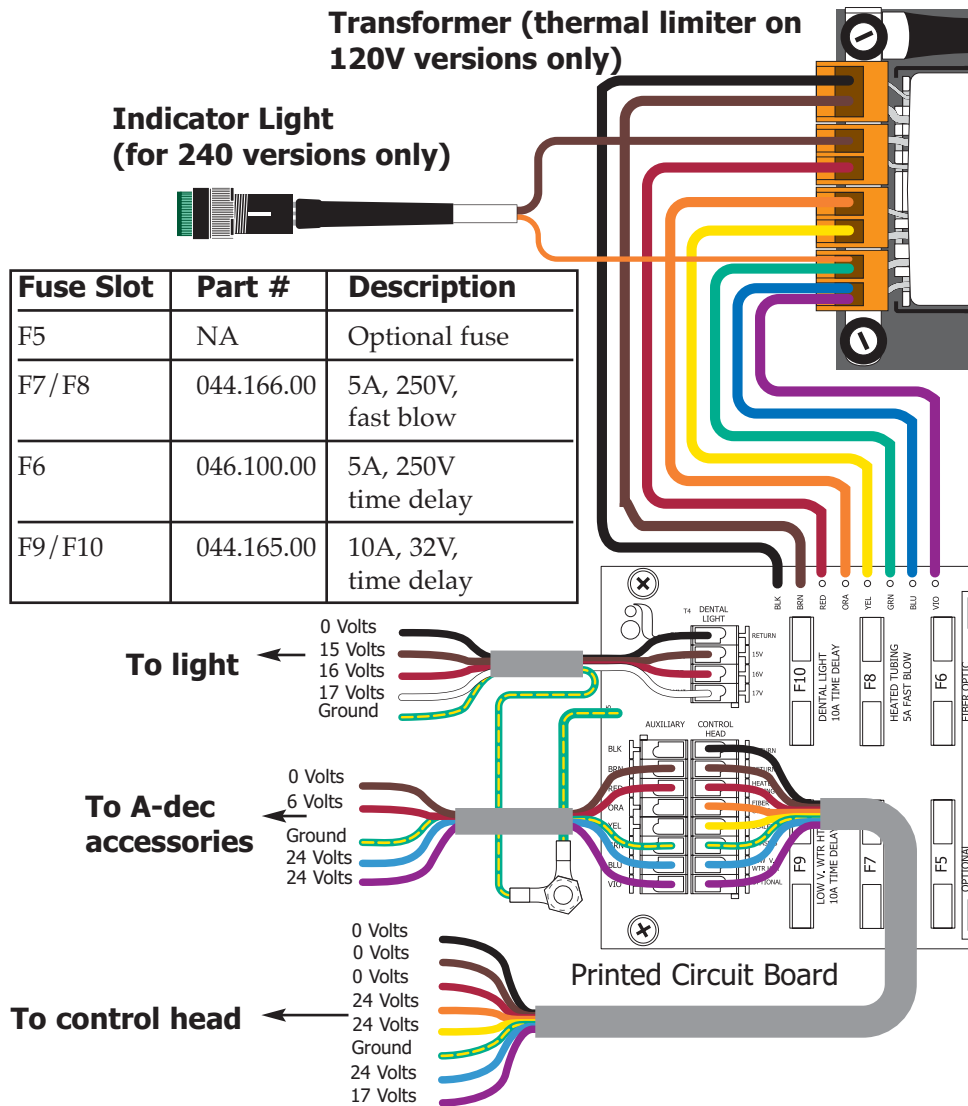 Transformer (thermal limiter on
120V versions only)
Indicator Light
(for 240 versions only)
Fuse Slot Part # Description
F5 NA Optional fuse
F7/F8 044.166.00 5A, 250V,
fast blow
F6 046.100.00 5A, 250V
time delay
F9/F10 044.165.00 10A, 32V,
time delay
BLK
BRN
RED
ORA
YEL
GRN
BLU
VIO
T4
DENTAL
LIGHT
RETURN
15V
16V
17V
F10
DENTAL LIGHT
10A TIME DELAY
F8
HEATED TUBING
5A FAST BLOW
F6
FIBER OPTIC
To light
0 Volts
15 Volts
16 Volts
17 Volts
Ground
AUXILIARY
CONTROL
HEAD
BLK
BRN
RED
ORA
YEL
GRN
BLU
VIO
FIBER
WTR HTR
OPTIONAL
F9
LOW V. WTR HTR
10A TIME DELAY
F7
F5
OPTIONAL
To A-dec
accessories
0 Volts
6 Volts
Ground
24 Volts
24 Volts
Printed Circuit Board
To control head
0 Volts
0 Volts
0 Volts
24 Volts
24 Volts
Ground
24 Volts
17 Volts